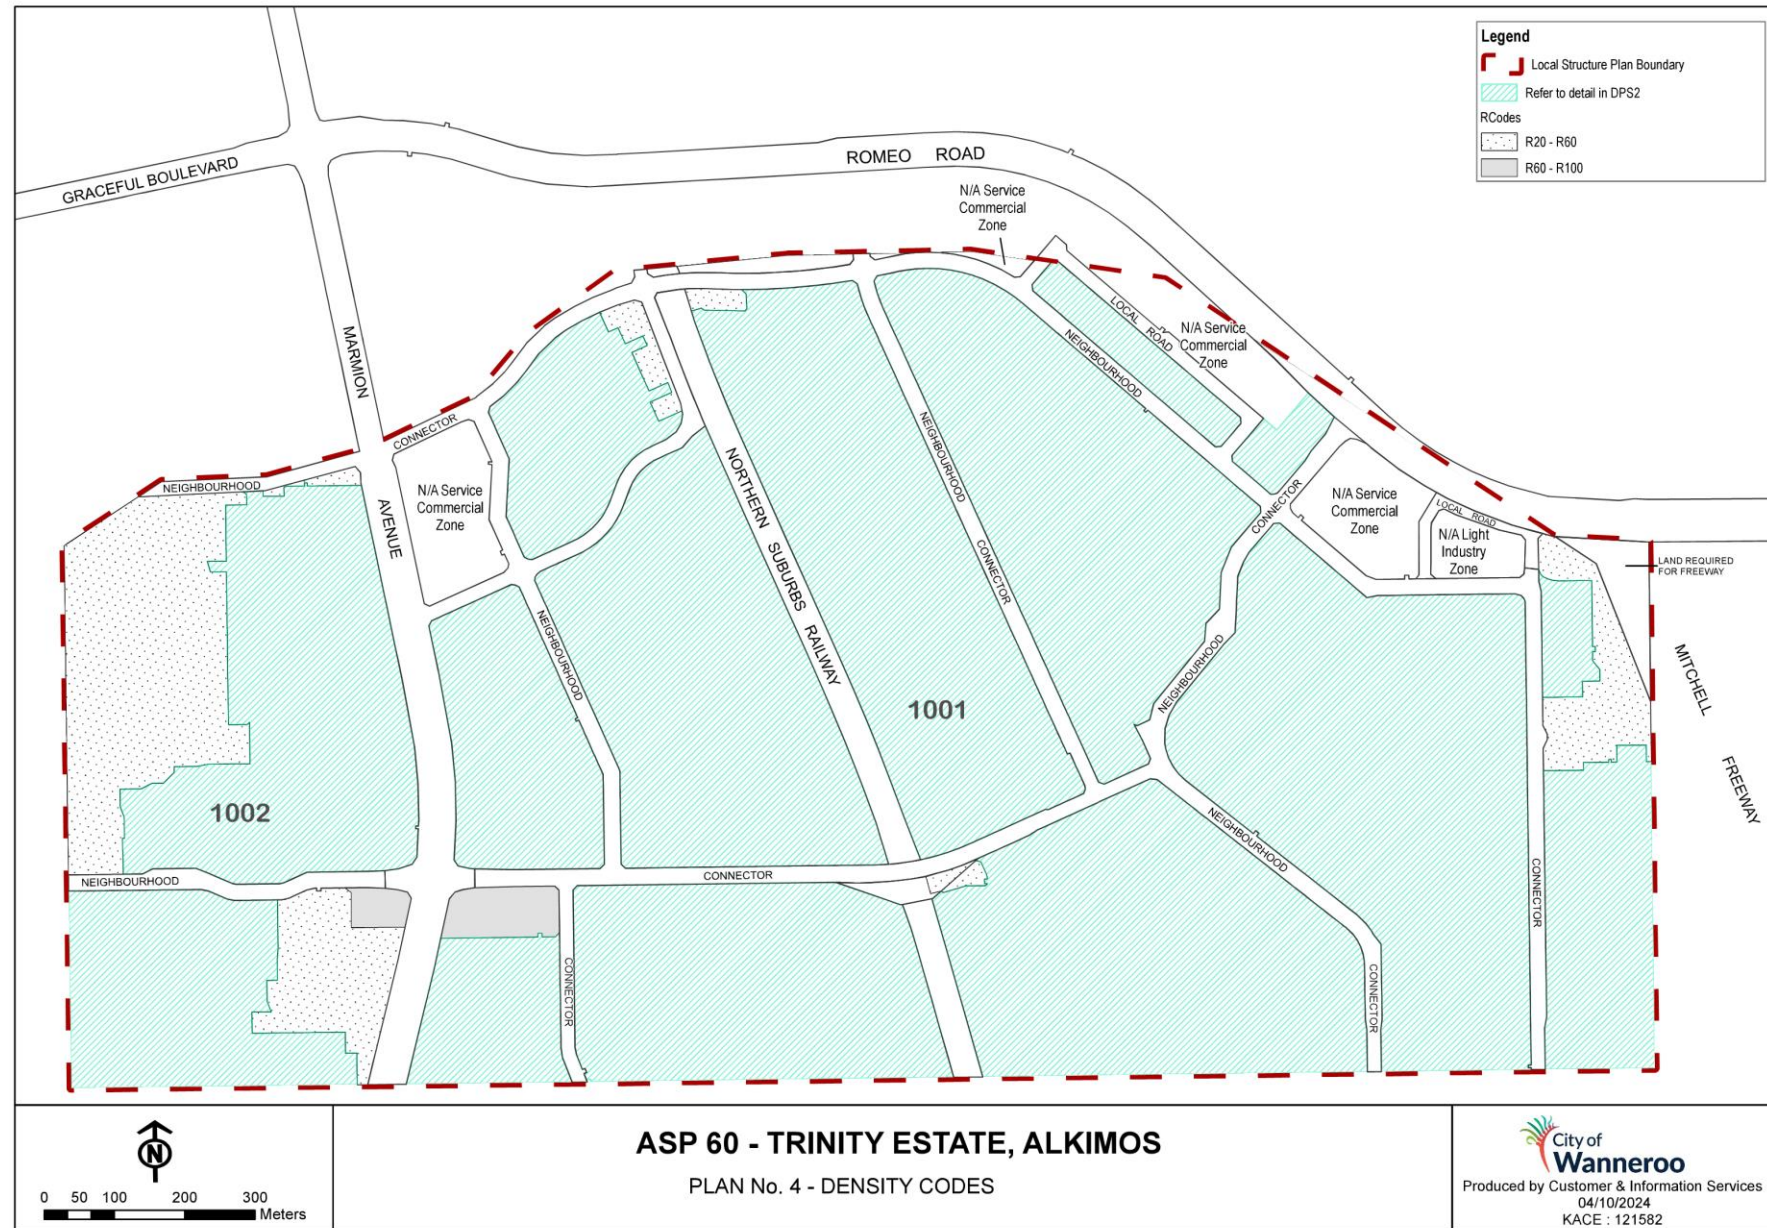 Legend
Local Structure Plan Boundary
Refer to detail in DPS2
RCodes
R20 - R60
R60 - R100
GRACEFUL BOULEVARD
ROMEO ROAD
N/A Service
Commercial
Zone
MARMION
AVENUE
LOCAL ROAD
N/A Service
Commercial
Zone
NEIGHBOURHOOD
CONNECTOR
NEIGHBOURHOOD
CONNECTOR
NEIGHBOURHOOD
CONNECTOR
N/A Service
Commercial
Zone
NORTHERN SUBURBS RAILWAY
N/A Service
Commercial
Zone
LOCAL ROAD
N/A Light
Industry
Zone
LAND REQUIRED
FOR FREEWAY
MITCHELL
FREEWAY
NEIGHBOURHOOD
NEIGHBOURHOOD
1001
1002
NEIGHBOURHOOD
CONNECTOR
NEIGHBOURHOOD
CONNECTOR
CONNECTOR
CONNECTOR
ASP 60 - TRINITY ESTATE, ALKIMOS
PLAN No. 4 - DENSITY CODES
N
0 50 100 200 300
Meters
City of
Wanneroo
Produced by Customer & Information Services
04/10/2024
KACE : 121582